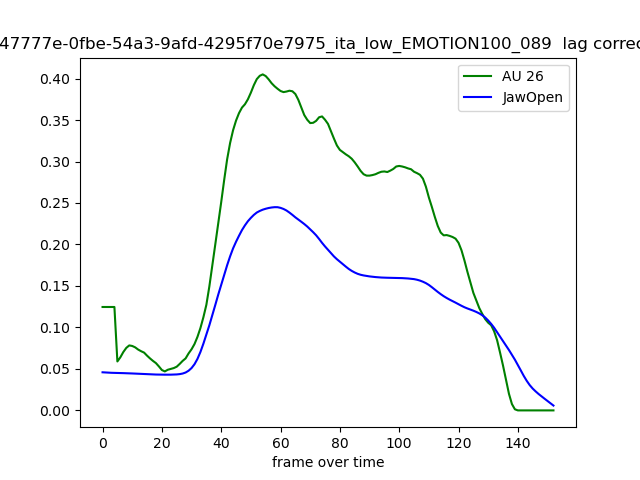 47777e-0fbe-54a3-9afd-4295f70e7975_ita_low_EMOTION100_089 lag correc
AU 26
JawOpen
0.40
0.35
0.30
0.25
0.20
0.15
0.10
0.05
0.00
0 20 40 60 80 100 120 140
frame over time